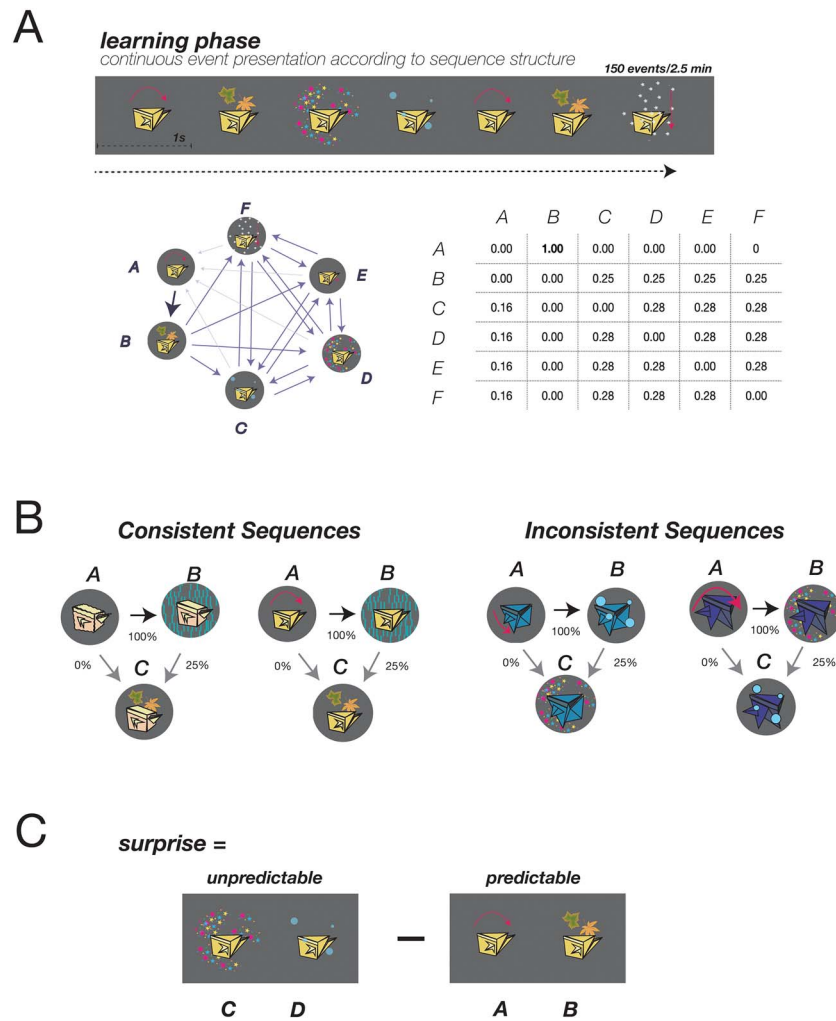 A
learning phase
continuous event presentation according to sequence structure
150 events/2.5 min
1s
F
A
E
B
D
C
A B C D E F
A 0.00 1.00 0.00 0.00 0.00 0
B 0.00 0.00 0.25 0.25 0.25 0.25
C 0.16 0.00 0.00 0.28 0.28 0.28
D 0.16 0.00 0.28 0.00 0.28 0.28
E 0.16 0.00 0.28 0.28 0.00 0.28
F 0.16 0.00 0.28 0.28 0.28 0.00
B
Consistent Sequences
A B
100%
0% C 25%
A B
100%
0% C 25%
Inconsistent Sequences
A B
100%
0% C 25%
A B
100%
0% C 25%
C
surprise =
unpredictable
predictable
–
C D
A B